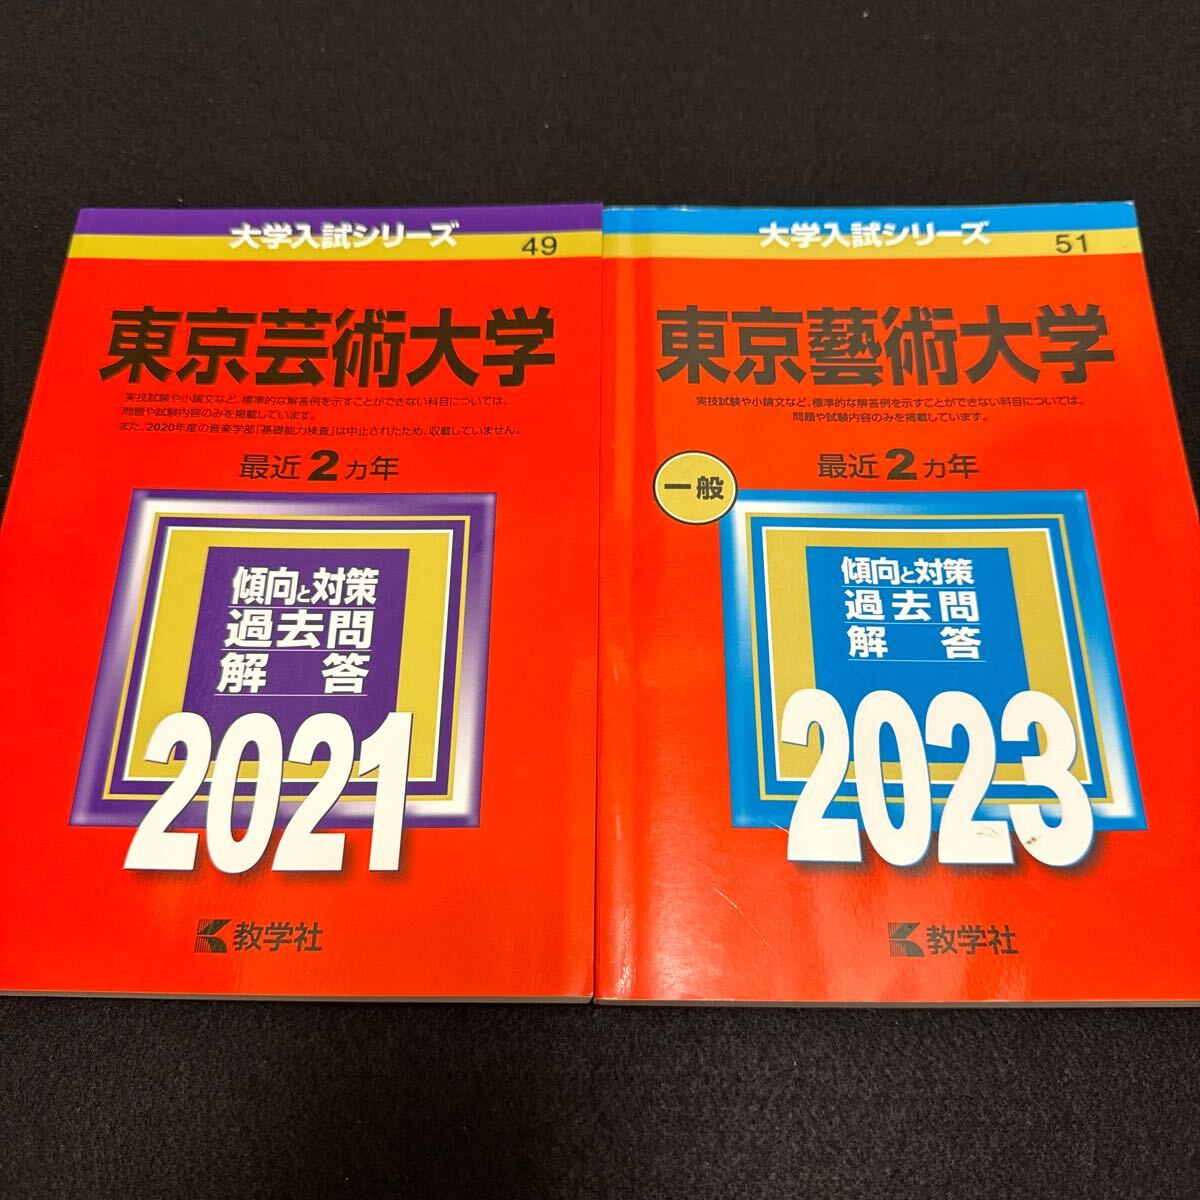 大学入試シリーズ
49
東京芸術大学
実技試験や小論文など、標準的な解答例を示すことができない科目については、
問題や試験内容のみを掲載しています。
また、2020年度の音楽学部「基礎能力検査」は中止されたため、収載していません。
最近2カ年
傾向と対策
過去問
解答
2021
教学社
大学入試シリーズ
51
東京藝術大学
実技試験や小論文など、標準的な解答例を示すことができない科目については、
問題や試験内容のみを掲載しています。
最近2カ年
一般
傾向と対策
過去問
解答
2023
教学社